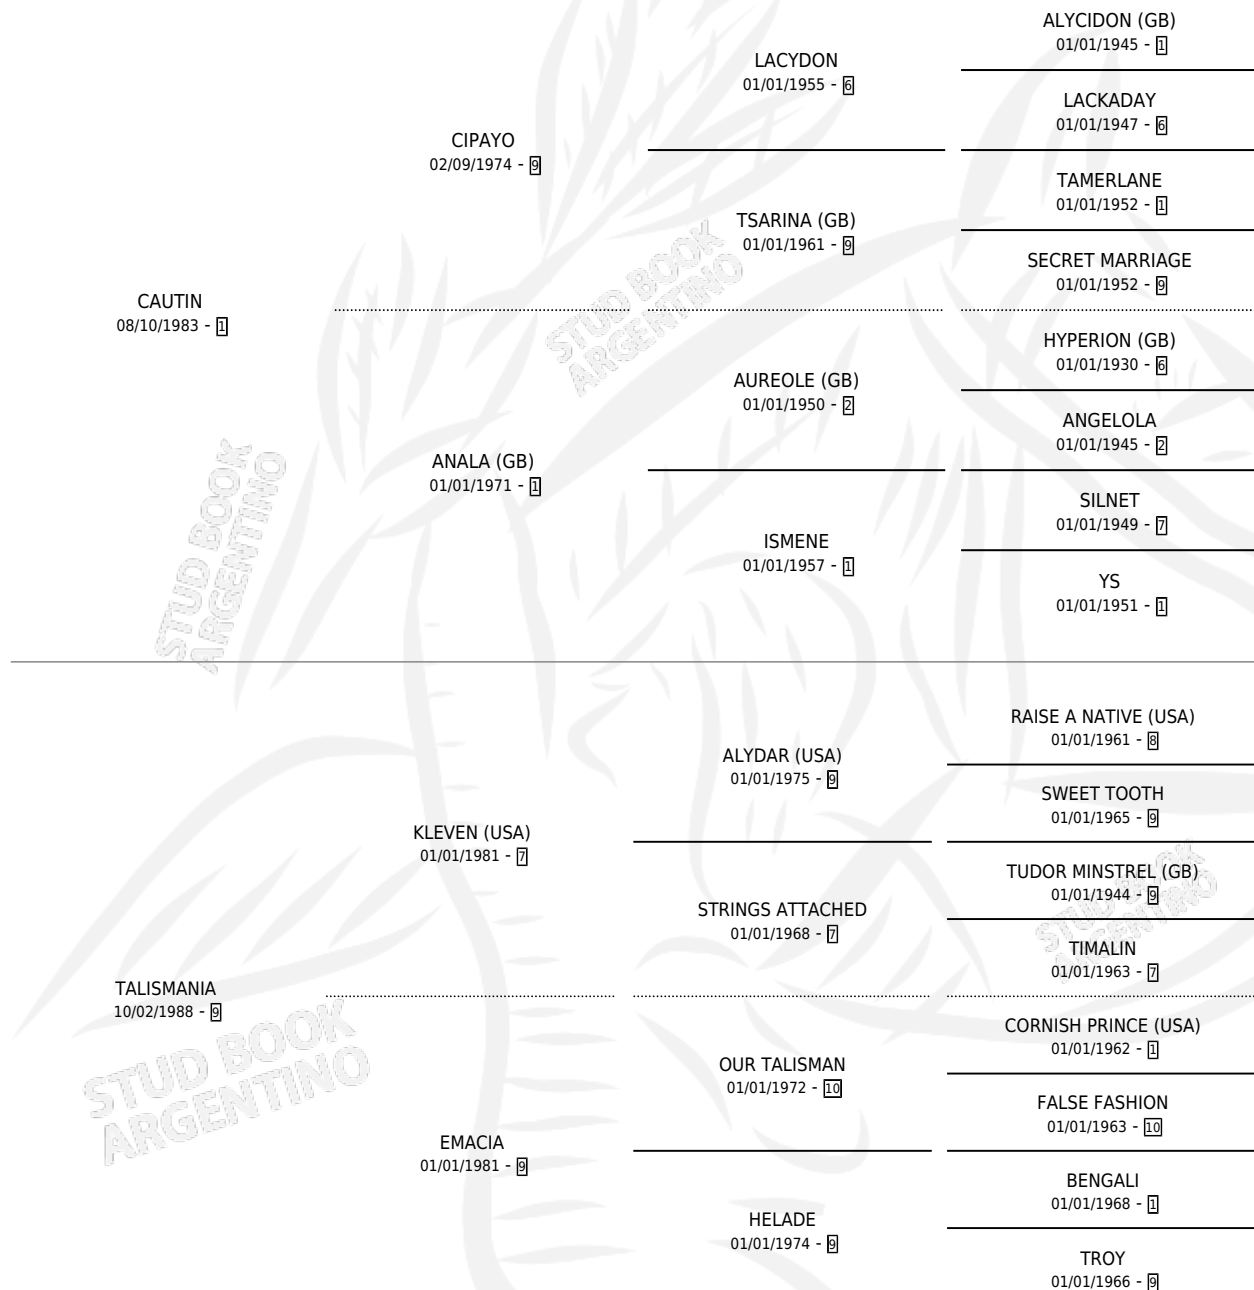 ALYCIDON (GB)
01/01/1945 - 1
LACYDON
01/01/1955 - 6
LACKADAY
01/01/1947 - 6
CIPAYO
02/09/1974 - 9
TAMERLANE
01/01/1952 - 1
TSARINA (GB)
01/01/1961 - 9
SECRET MARRIAGE
01/01/1952 - 9
CAUTIN
08/10/1983 - 1
STUD BOOK
ARGENTINO
HYPERION (GB)
01/01/1930 - 6
AUREOLE (GB)
01/01/1950 - 2
ANGELOLA
01/01/1945 - 2
ANALA (GB)
01/01/1971 - 1
SILNET
01/01/1949 - 7
ISMENE
01/01/1957 - 1
YS
01/01/1951 - 1
STUD BOOK
ARGENTINO
RAISE A NATIVE (USA)
01/01/1961 - 8
ALYDAR (USA)
01/01/1975 - 9
SWEET TOOTH
01/01/1965 - 9
KLEVEN (USA)
01/01/1981 - 7
TUDOR MINSTREL (GB)
01/01/1944 - 9
STRINGS ATTACHED
01/01/1968 - 7
STUD BOOK
ARGENTINO
TIMALIN
01/01/1963 - 7
TALISMANIA
10/02/1988 - 9
CORNISH PRINCE (USA)
01/01/1962 - 1
OUR TALISMAN
01/01/1972 - 10
STUD BOOK
ARGENTINO
FALSE FASHION
01/01/1963 - 10
EMACIA
01/01/1981 - 9
BENGALI
01/01/1968 - 1
HELADE
01/01/1974 - 9
TROY
01/01/1966 - 9